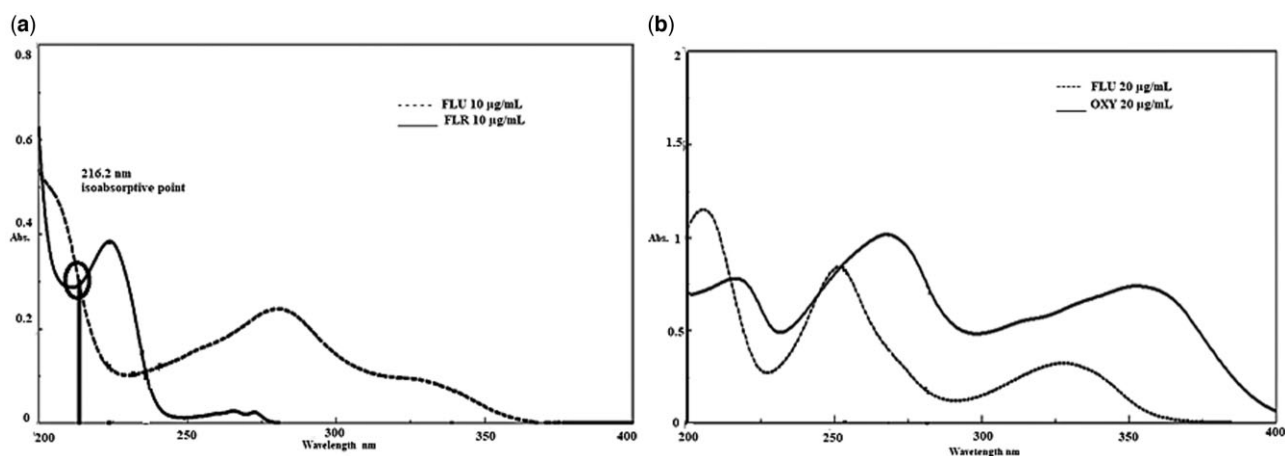 (a)
0.8
0.6
0.4
Abs.
0.2
0
200
250
300
350
400
Wavelength nm
FLU 10 µg/mL
FLR 10 µg/mL
216.2 nm
isoabsorptive point
(b)
2
1.5
Abs.
1
0.5
0
200
250
300
350
400
Wavetength nm
FLU 20 µg/mL
OXY 20 µg/mL